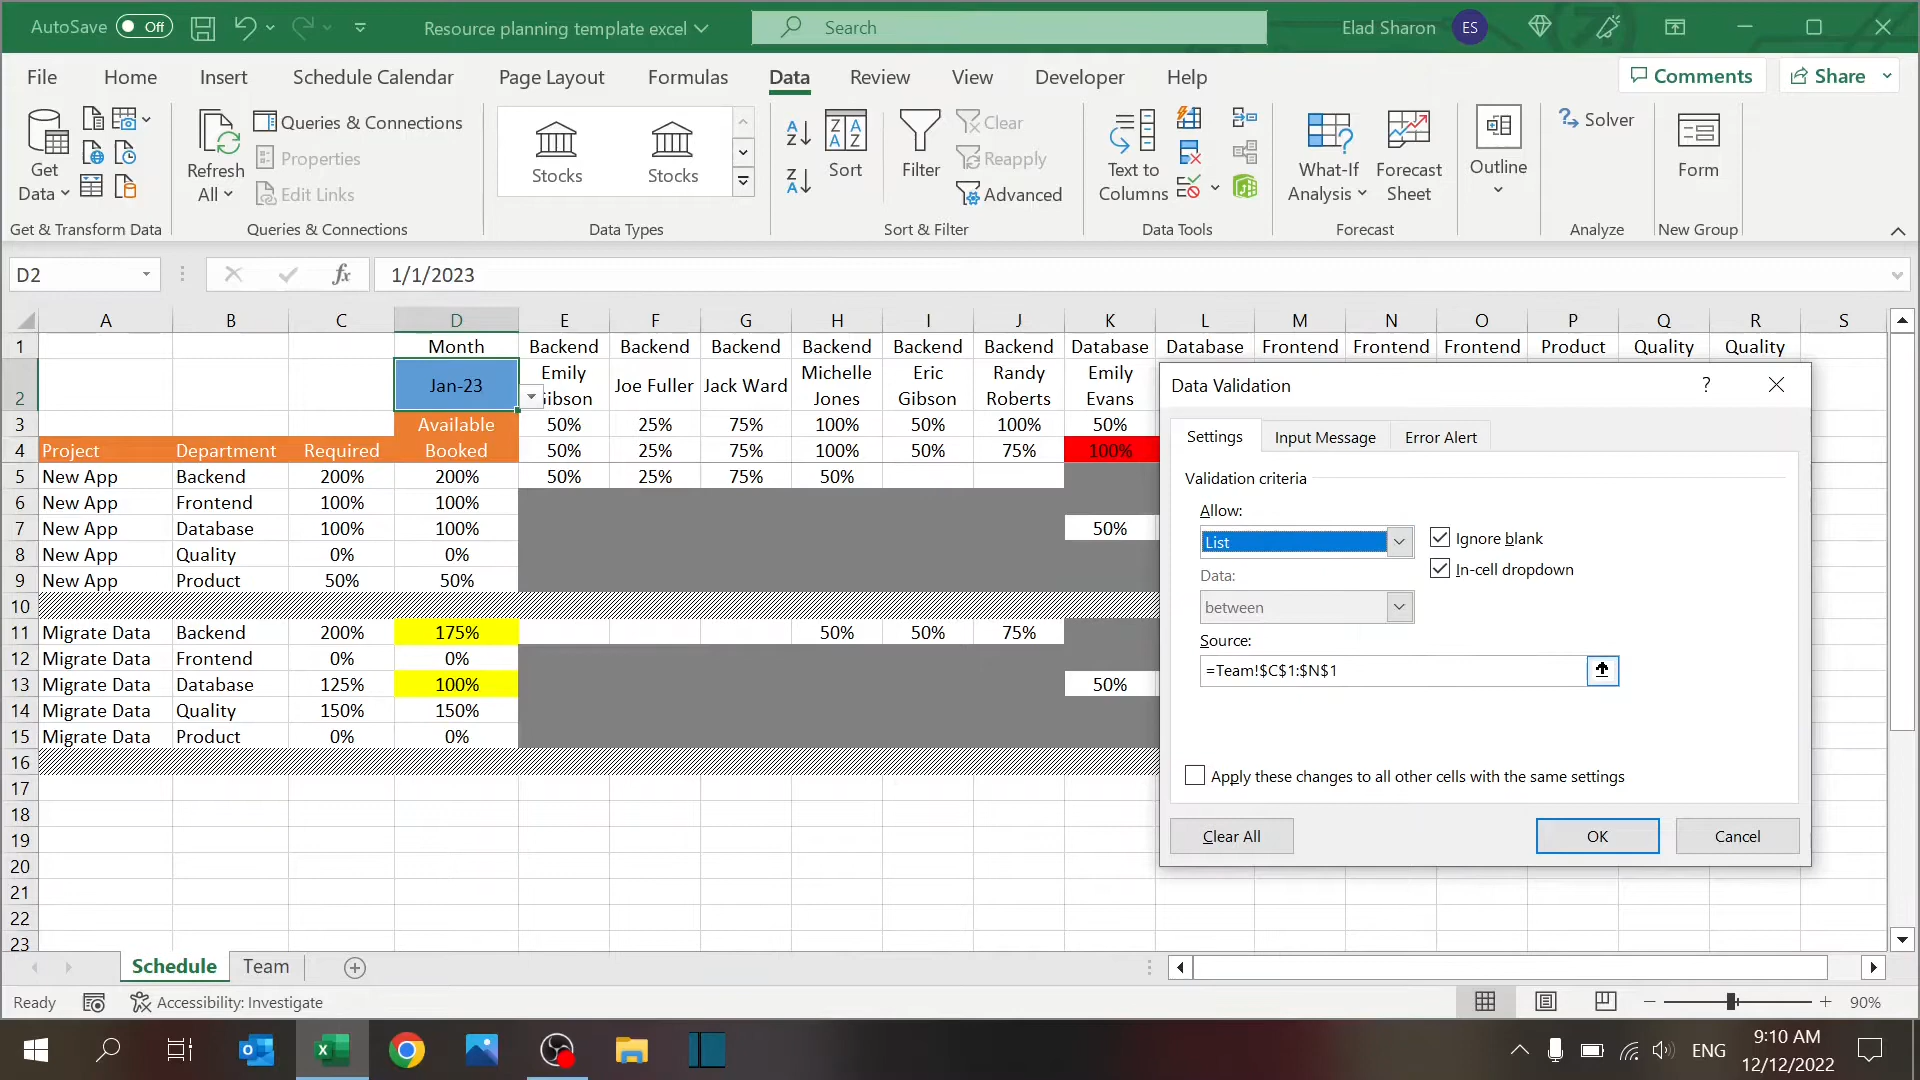 AutoSave Off
Resource planning template excel
Search
Elad Sharon ES
File Home Insert Schedule Calendar Page Layout Formulas Data Review View Developer Help
Comments Share
Get Data
Refresh All
Queries & Connections
Properties
Edit Links
Stocks Stocks
Sort
Filter
Clear
Reapply
Advanced
Text to Columns
What-If Analysis
Forecast Sheet
Outline
Solver
Form
Get & Transform Data Queries & Connections Data Types Sort & Filter Data Tools Forecast Analyze New Group
D2 fx 1/1/2023
A B C D E F G H I J K L M N O P Q R S
1 Month Backend Backend Backend Backend Backend Backend Database Database Frontend Frontend Frontend Product Quality Quality
2 Jan-23 Emily Gibson Joe Fuller Jack Ward Michelle Jones Eric Gibson Randy Roberts Emily Evans
3 Available 50% 25% 75% 100% 50% 100% 50%
4 Project Department Required Booked 50% 25% 75% 100% 50% 75% 100%
5 New App Backend 200% 200% 50% 25% 75% 50%
6 New App Frontend 100% 100%
7 New App Database 100% 100% 50%
8 New App Quality 0% 0%
9 New App Product 50% 50%
10
11 Migrate Data Backend 200% 175% 50% 50% 75%
12 Migrate Data Frontend 0% 0%
13 Migrate Data Database 125% 100% 50%
14 Migrate Data Quality 150% 150%
15 Migrate Data Product 0% 0%
16
17
18
19
20
21
22
23
Data Validation ?
Settings Input Message Error Alert
Validation criteria
Allow:
List
Ignore blank
In-cell dropdown
Data:
between
Source:
=Team!$C$1:$N$1
Apply these changes to all other cells with the same settings
Clear All OK Cancel
Schedule Team
Ready Accessibility: Investigate 90%
ENG
9:10 AM
12/12/2022